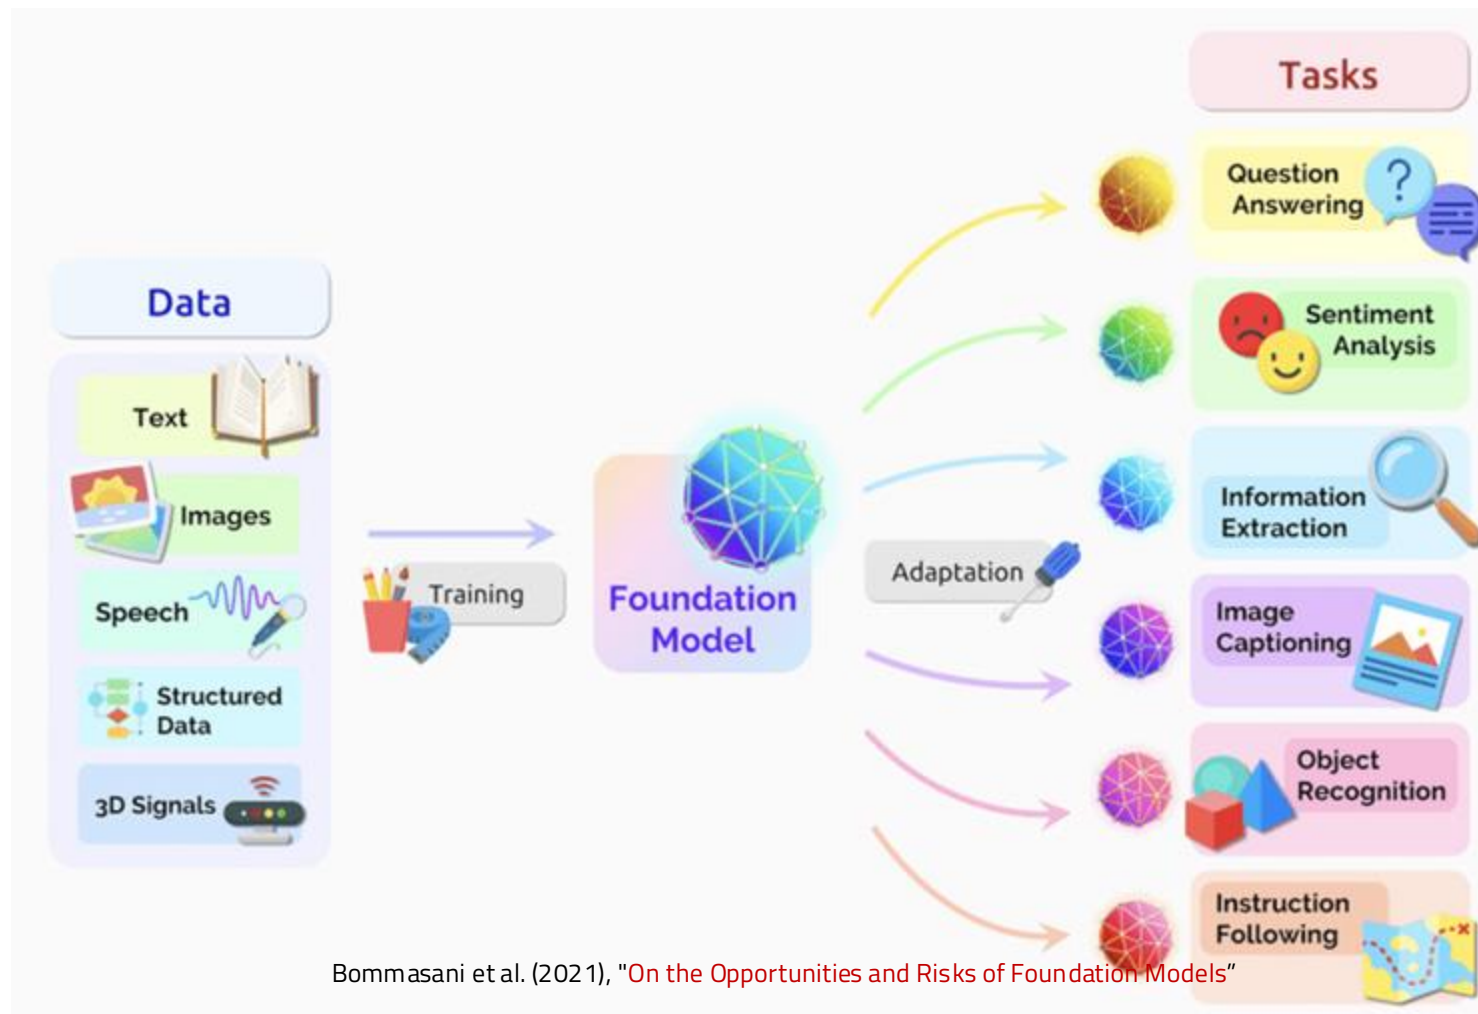 Data
Text
Images
Speech
Structured
Data
3D Signals
Training
Foundation
Model
Adaptation
Tasks
?
Question
Answering
Sentiment
Analysis
Information
Extraction
Image
Captioning
Object
Recognition
Instruction
Following
Bommasani et al. (2021), "On the Opportunities and Risks of Foundation Models”